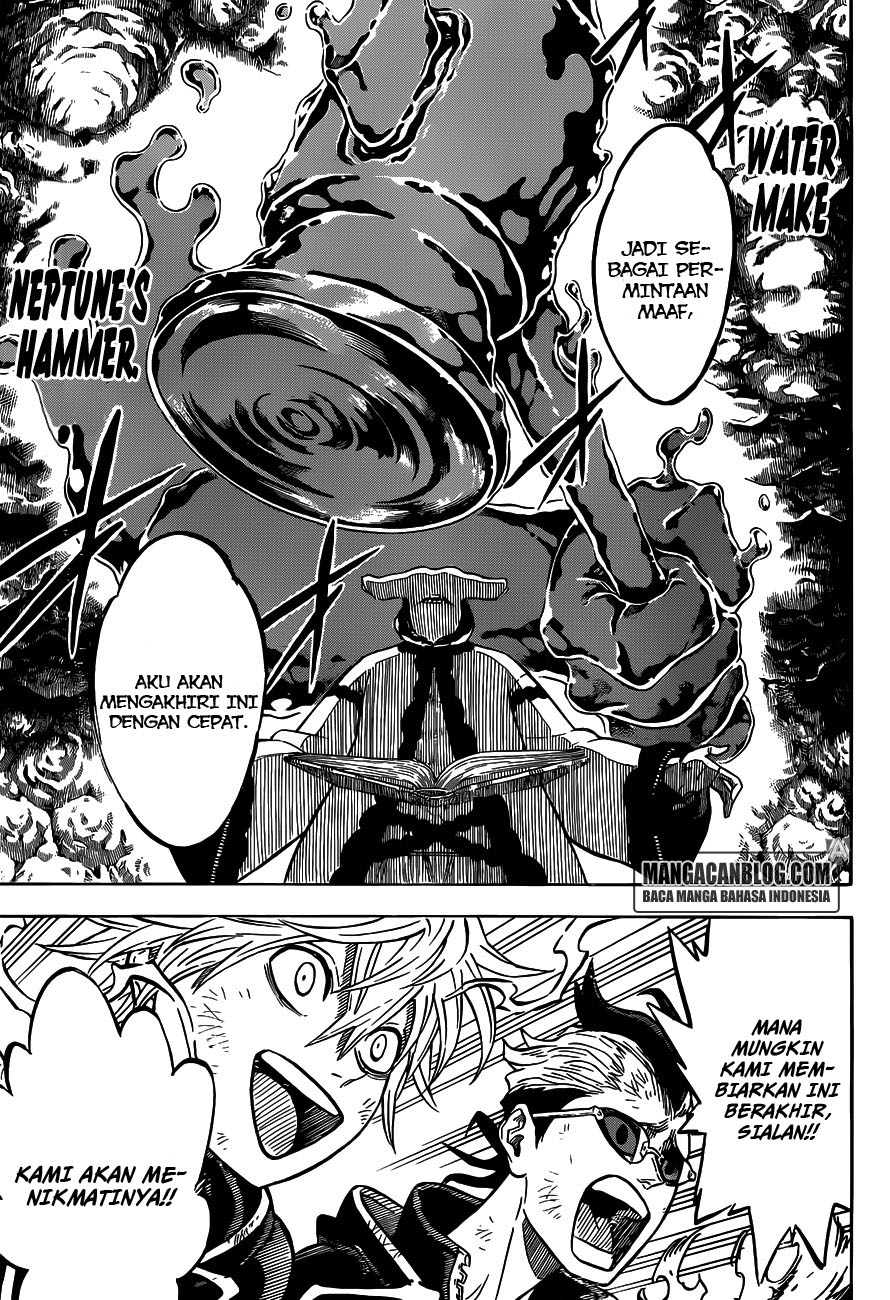 WATER
MAKE
JADI SE-
BAGAI PER-
MINTAAN
MAAF,
NEPTUNE'S
HAMMER.
AKU AKAN
MENGAKHIRI INI
DENGAN CEPAT.
MANGACANBLOG.COM
BACA MANGA BAHASA INDONESIA
MANA
MUNGKIN
KAMI MEM-
BIARKAN INI
BERAKHIR,
SIALAN!!
KAMI AKAN ME-
NIKMATINYA!!